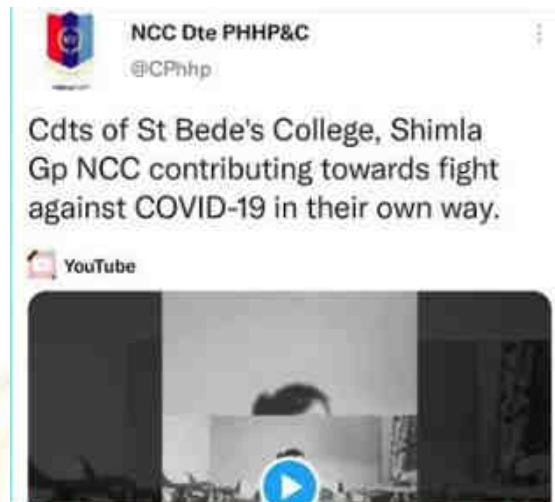 NCC Dte PHHP&C
@CPhhp
Cdts of St Bede's College, Shimla
Gp NCC contributing towards fight
against COVID-19 in their own way.
YouTube